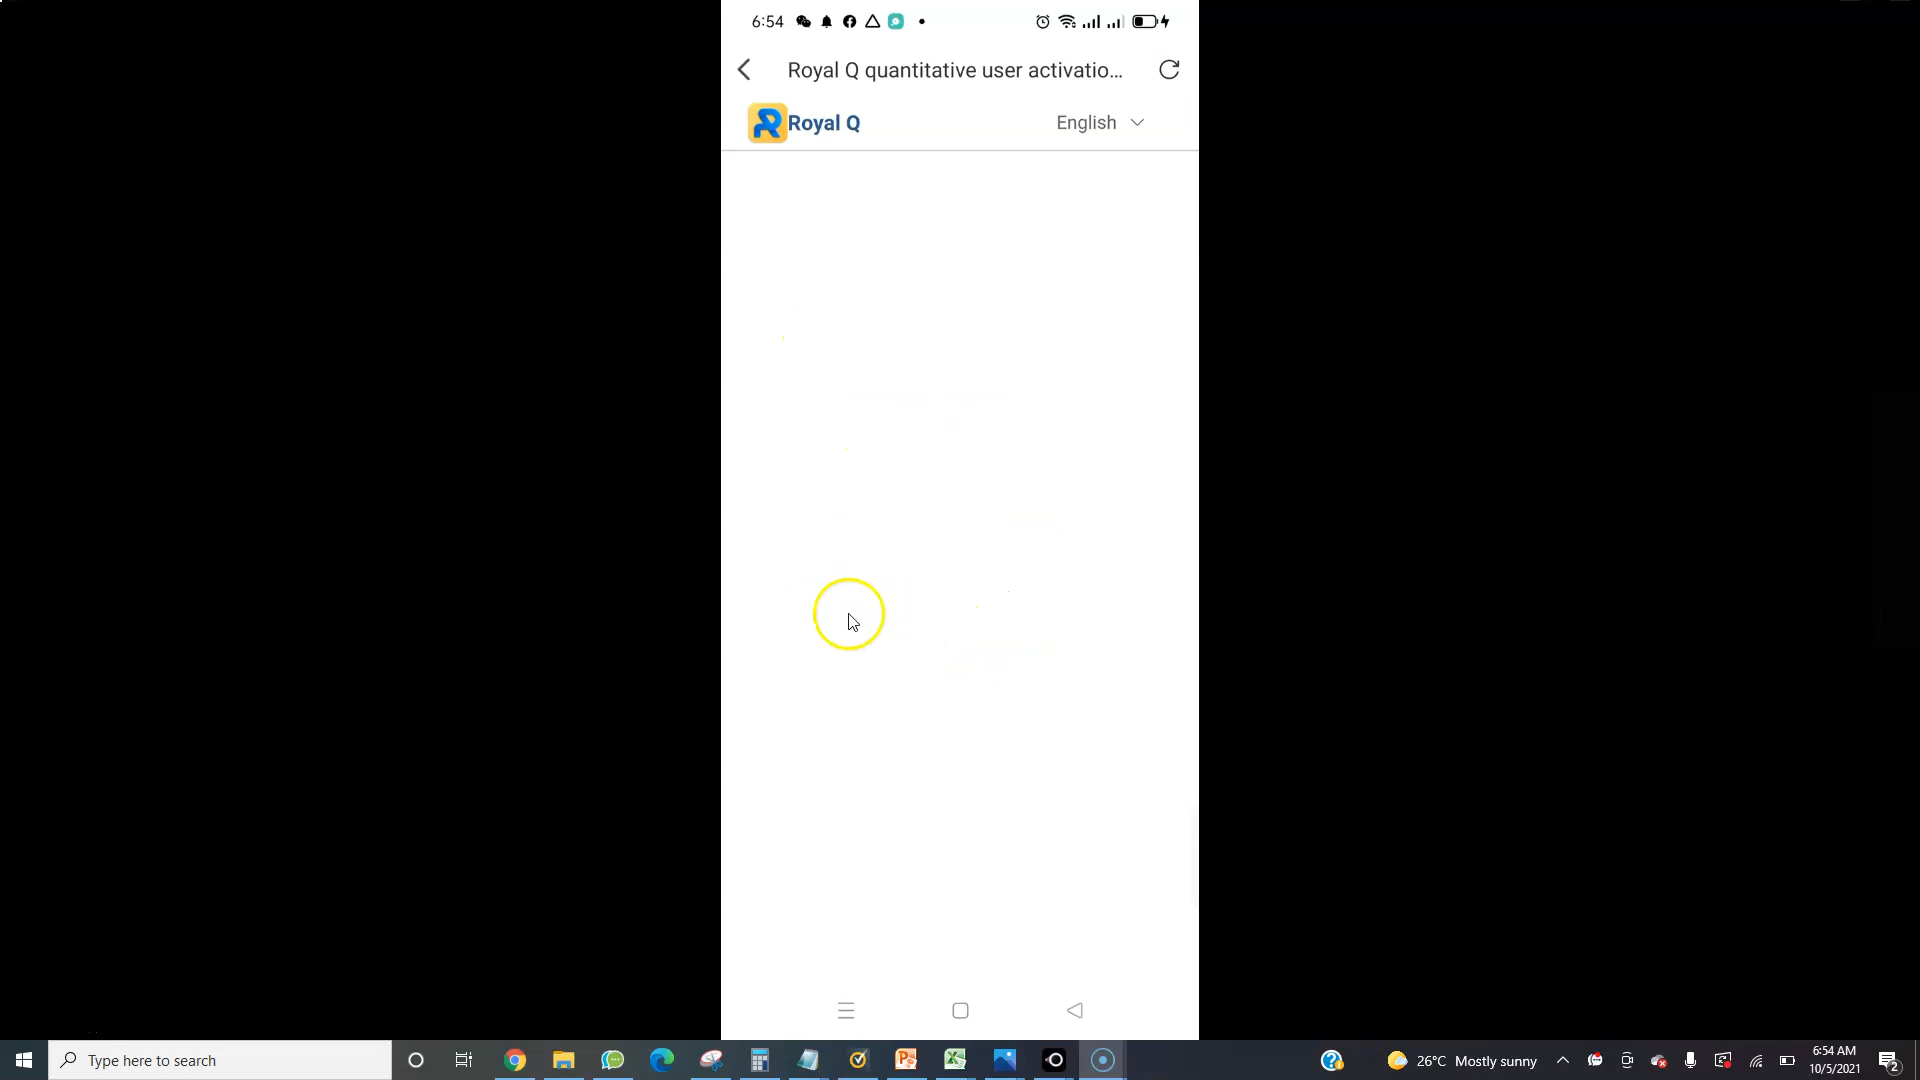 6:54
Royal Q quantitative user activatio...
Royal Q
English
Type here to search
26°C Mostly sunny
6:54 AM
10/5/2021
2